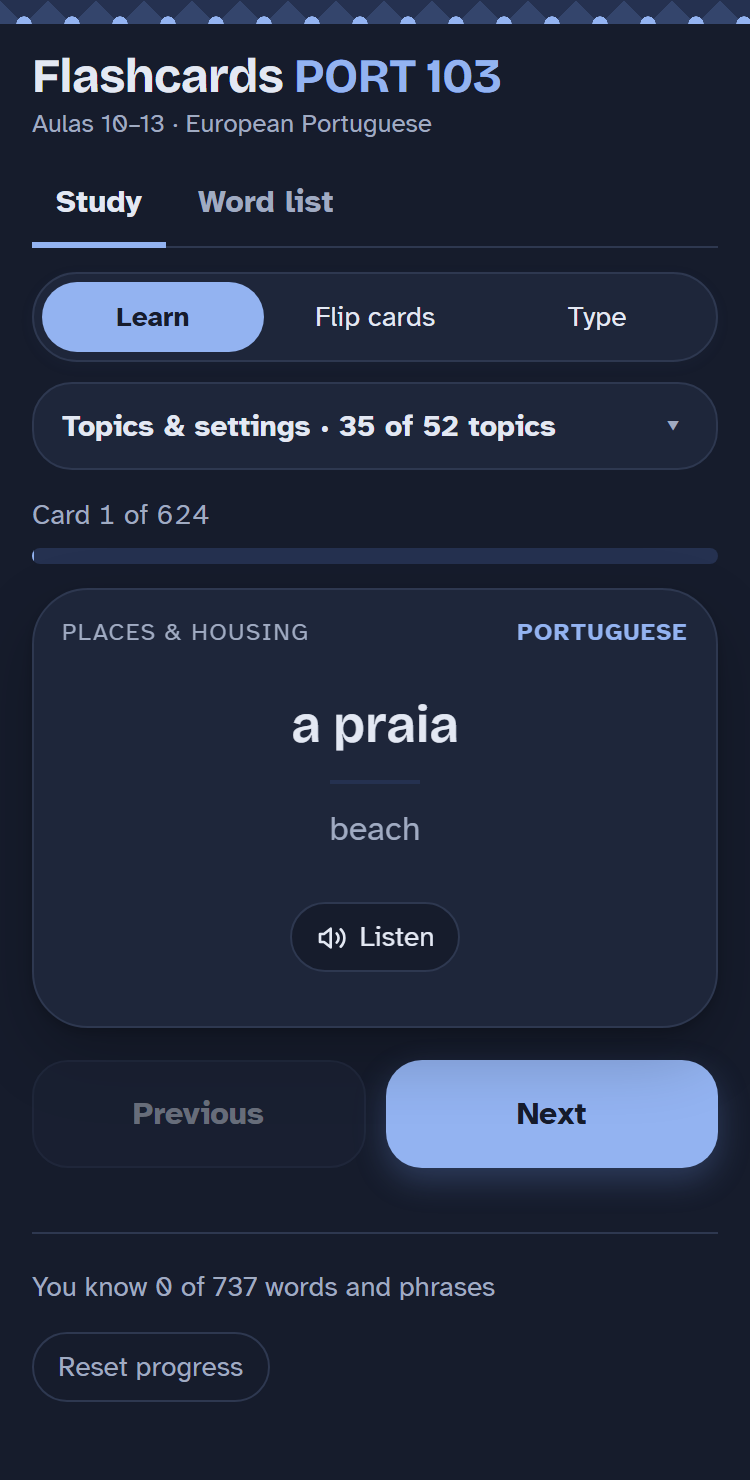 Flashcards PORT 103
Aulas 10–13 · European Portuguese
Study Word list
Learn Flip cards Type
Topics & settings · 35 of 52 topics
Card 1 of 624
PLACES & HOUSING PORTUGUESE
a praia
beach
Listen
Previous Next
You know 0 of 737 words and phrases
Reset progress